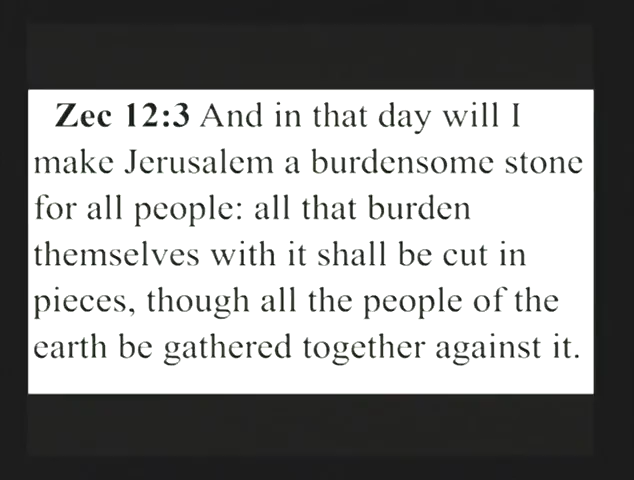 Zec 12:3 And in that day will I
make Jerusalem a burdensome stone
for all people: all that burden
themselves with it shall be cut in
pieces, though all the people of the
earth be gathered together against it.